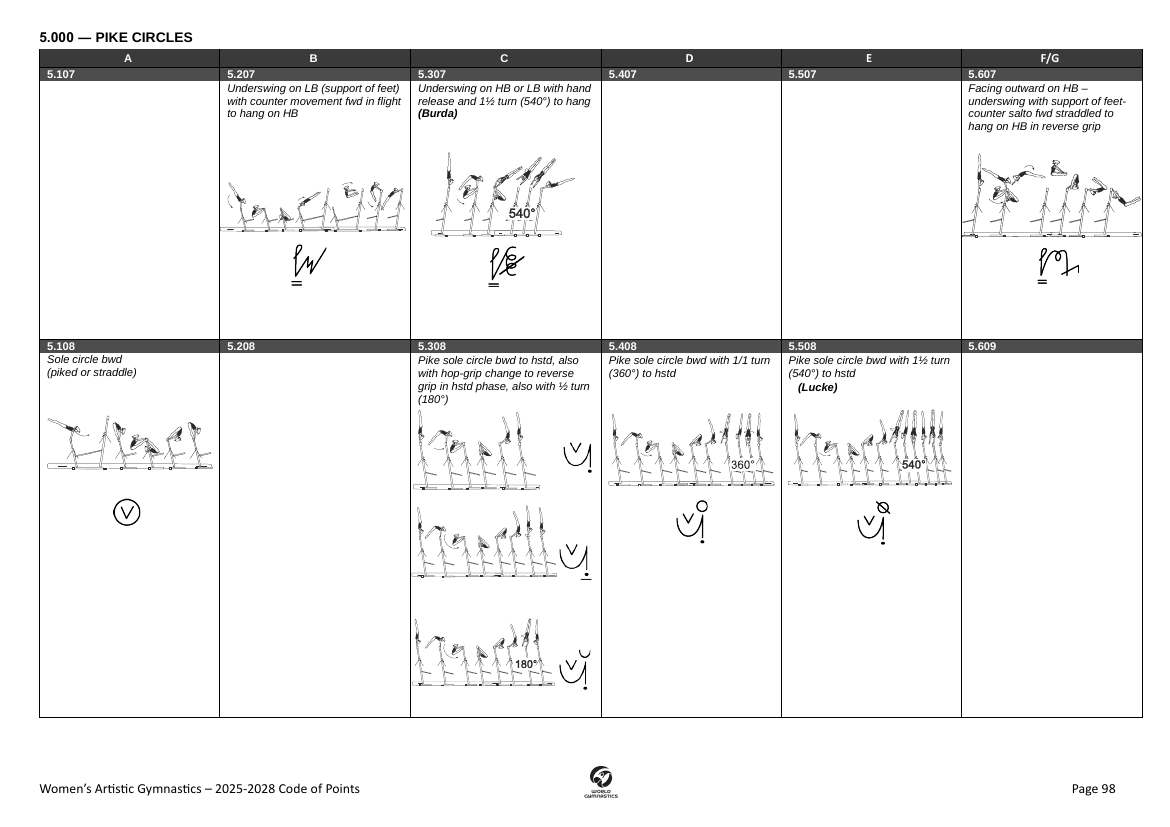 5.000 — PIKE CIRCLES
A B C D E F/G
5.107 5.207 5.307 5.407 5.507 5.607
Underswing on LB (support of feet)
with counter movement fwd in flight
to hang on HB
Underswing on HB or LB with hand
release and 1½ turn (540°) to hang
(Burda)
Facing outward on HB –
underswing with support of feet-
counter salto fwd straddled to
hang on HB in reverse grip
540°
5.108 5.208 5.308 5.408 5.508 5.609
Sole circle bwd
(piked or straddle)
Pike sole circle bwd to hstd, also
with hop-grip change to reverse
grip in hstd phase, also with ½ turn
(180°)
Pike sole circle bwd with 1/1 turn
(360°) to hstd
Pike sole circle bwd with 1½ turn
(540°) to hstd
(Lucke)
360°
540°
180°
Women's Artistic Gymnastics – 2025-2028 Code of Points
WORLD
GYMNASTICS
Page 98